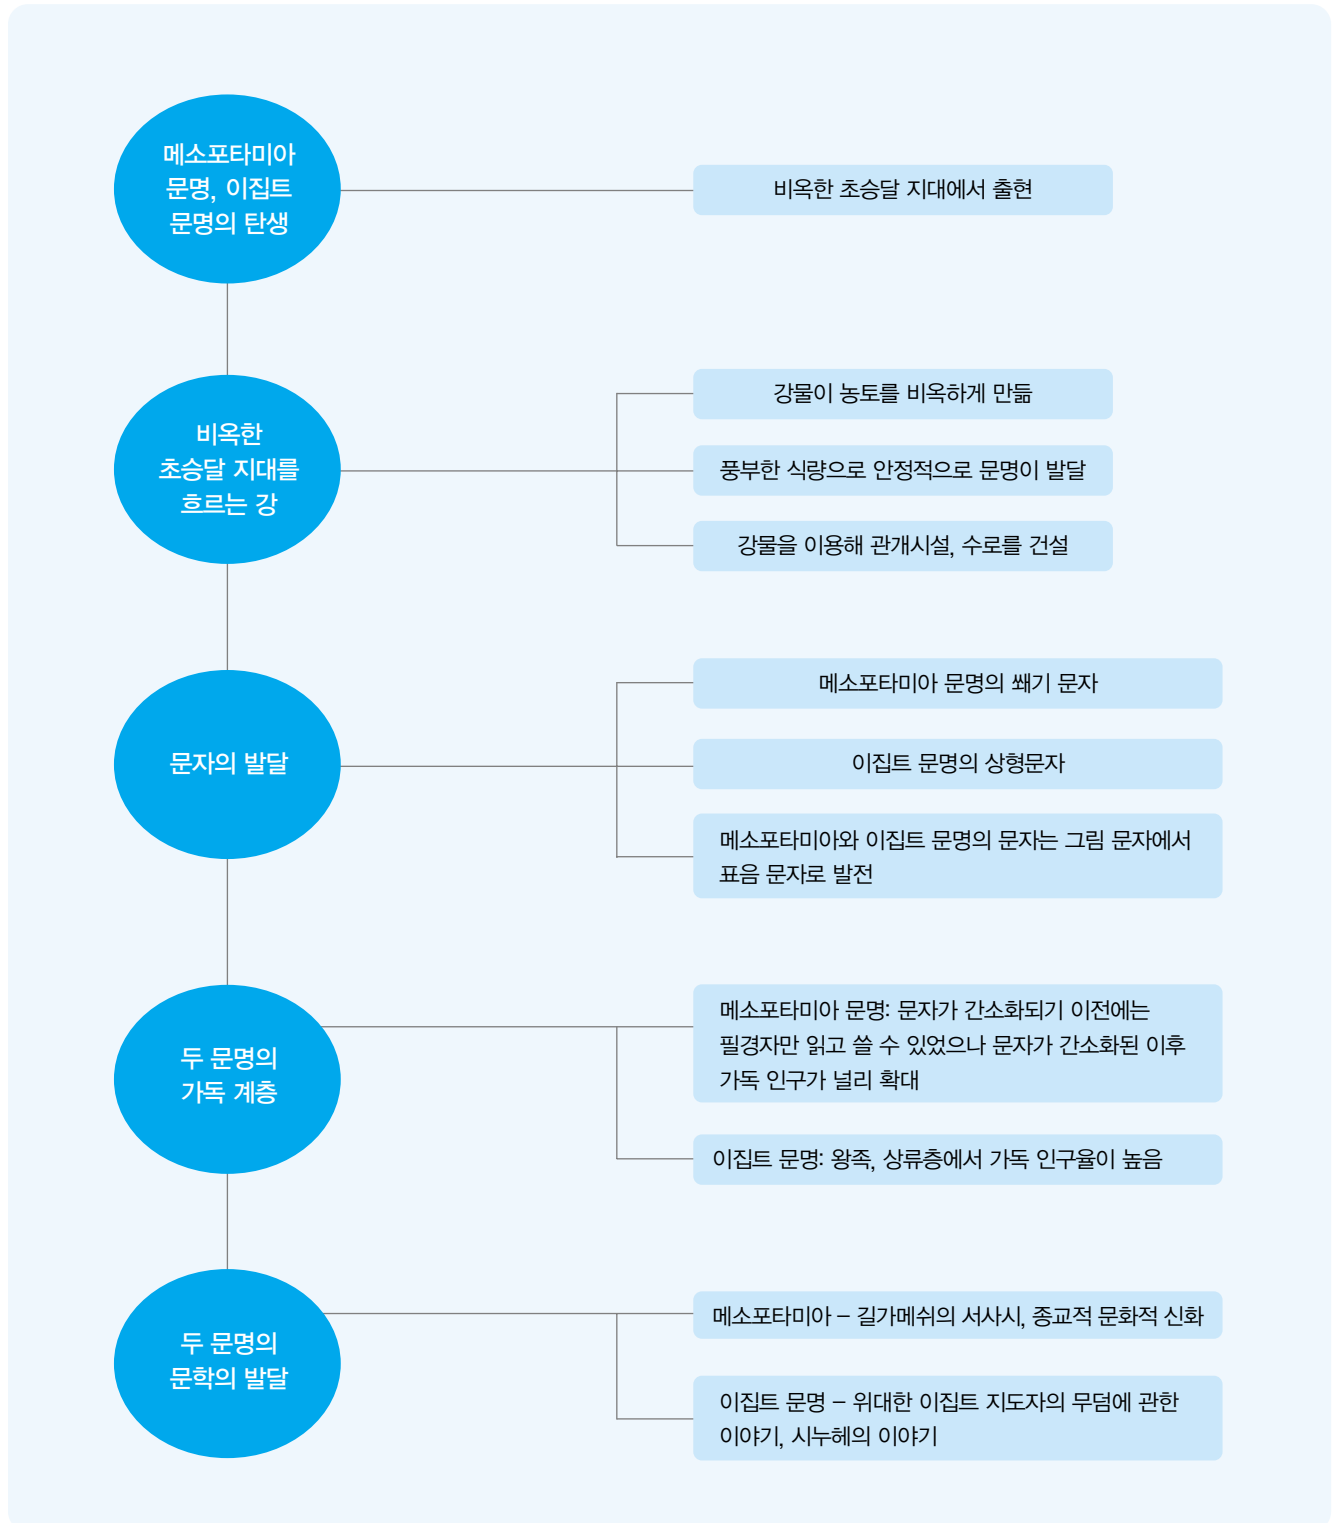 메소포타미아
문명, 이집트
문명의 탄생
비옥한 초승달 지대에서 출현
비옥한
초승달 지대를
흐르는 강
강물이 농토를 비옥하게 만듦
풍부한 식량으로 안정적으로 문명이 발달
강물을 이용해 관개시설, 수로를 건설
문자의 발달
메소포타미아 문명의 쐐기 문자
이집트 문명의 상형문자
메소포타미아와 이집트 문명의 문자는 그림 문자에서
표음 문자로 발전
두 문명의
가독 계층
메소포타미아 문명: 문자가 간소화되기 이전에는
필경자만 읽고 쓸 수 있었으나 문자가 간소화된 이후
가독 인구가 널리 확대
이집트 문명: 왕족, 상류층에서 가독 인구율이 높음
두 문명의
문학의 발달
메소포타미아 – 길가메쉬의 서사시, 종교적 문화적 신화
이집트 문명 – 위대한 이집트 지도자의 무덤에 관한
이야기, 시누헤의 이야기